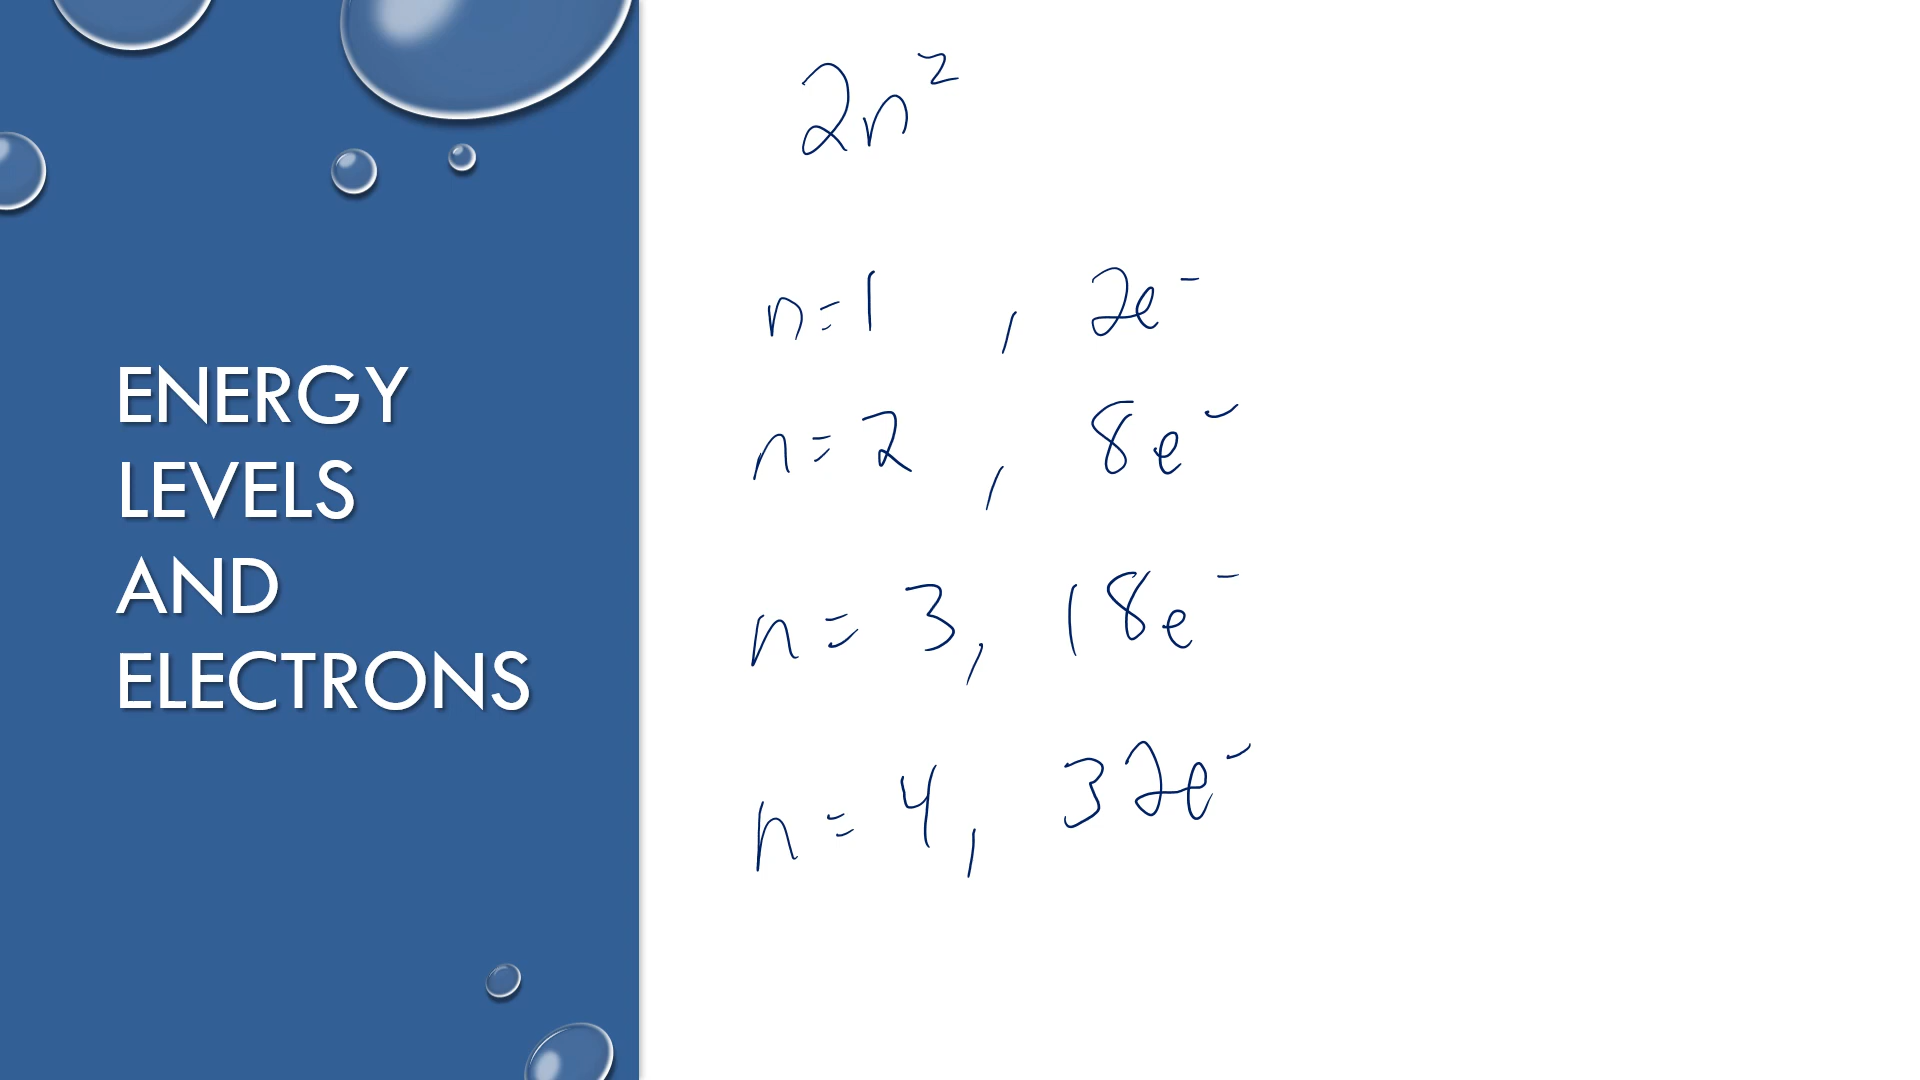 ENERGY
LEVELS
AND
ELECTRONS
2n²
n=1 , 2e⁻
n=2 , 8e⁻
n=3, 18e⁻
n=4, 32e⁻